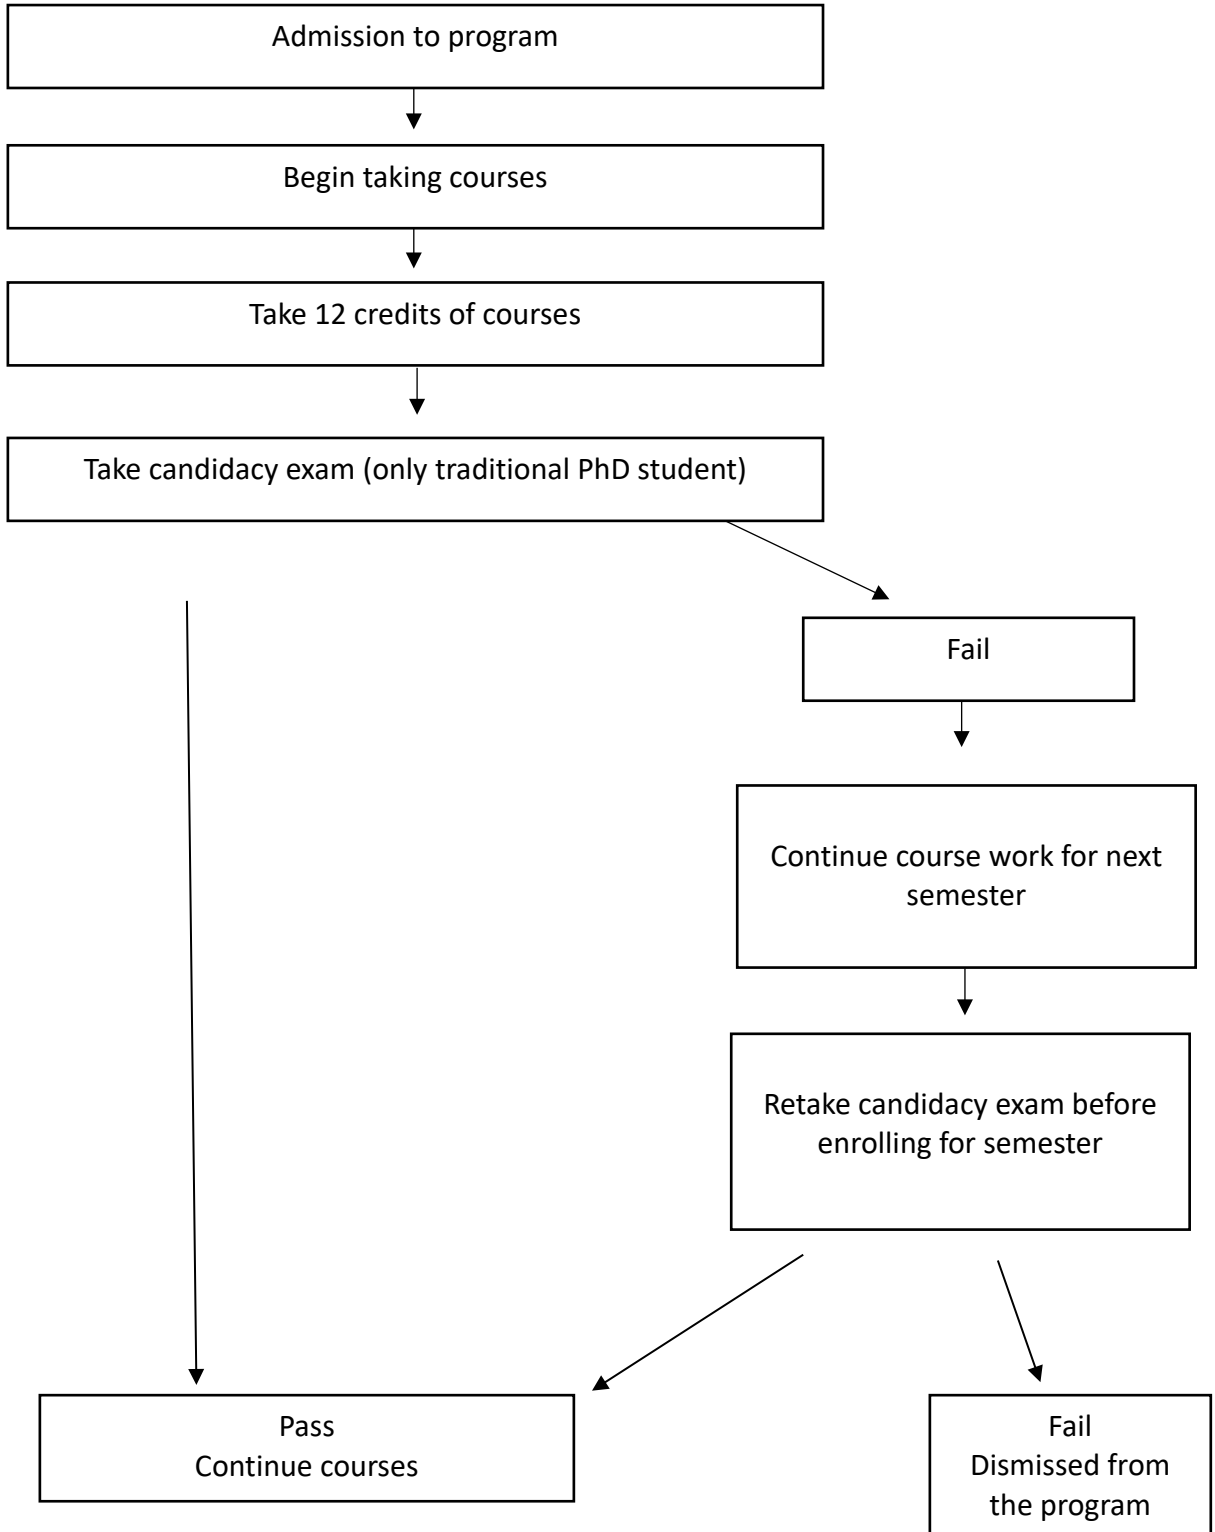 Admission to program
Begin taking courses
Take 12 credits of courses
Take candidacy exam (only traditional PhD student)
Fail
Continue course work for next
semester
Retake candidacy exam before
enrolling for semester
Pass
Continue courses
Fail
Dismissed from
the program